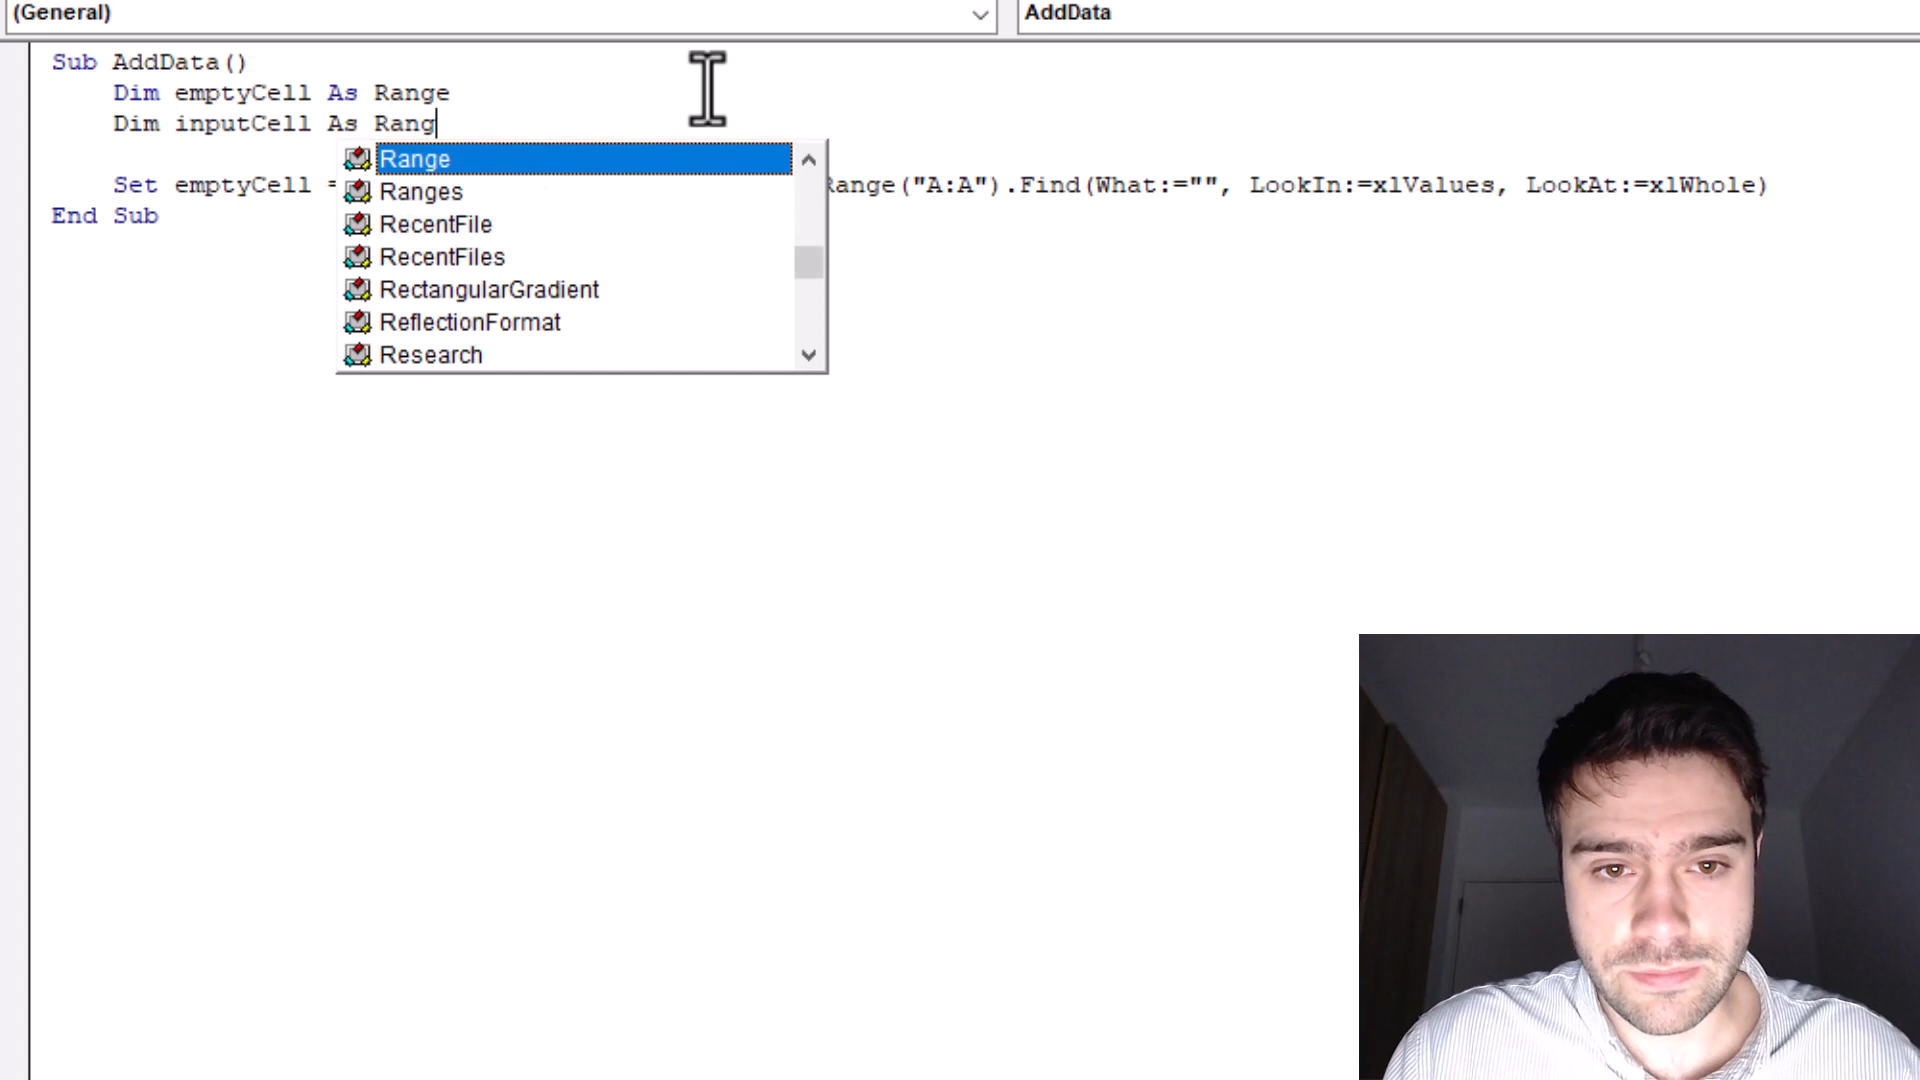 (General)
AddData
Sub AddData()
Dim emptyCell As Range
Dim inputCell As Rang
Range
Ranges
Set emptyCell = Range("A:A").Find(What:="", LookIn:=xlValues, LookAt:=xlWhole)
End Sub
RecentFile
RecentFiles
RectangularGradient
ReflectionFormat
Research